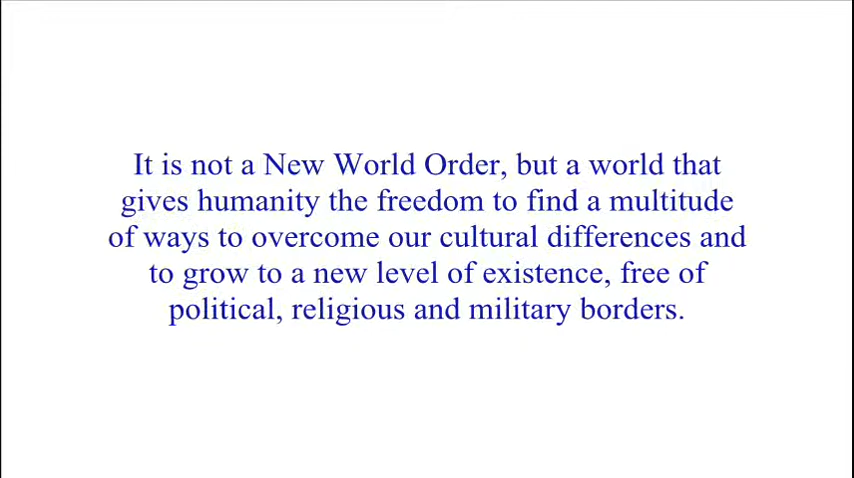 It is not a New World Order, but a world that
gives humanity the freedom to find a multitude
of ways to overcome our cultural differences and
to grow to a new level of existence, free of
political, religious and military borders.